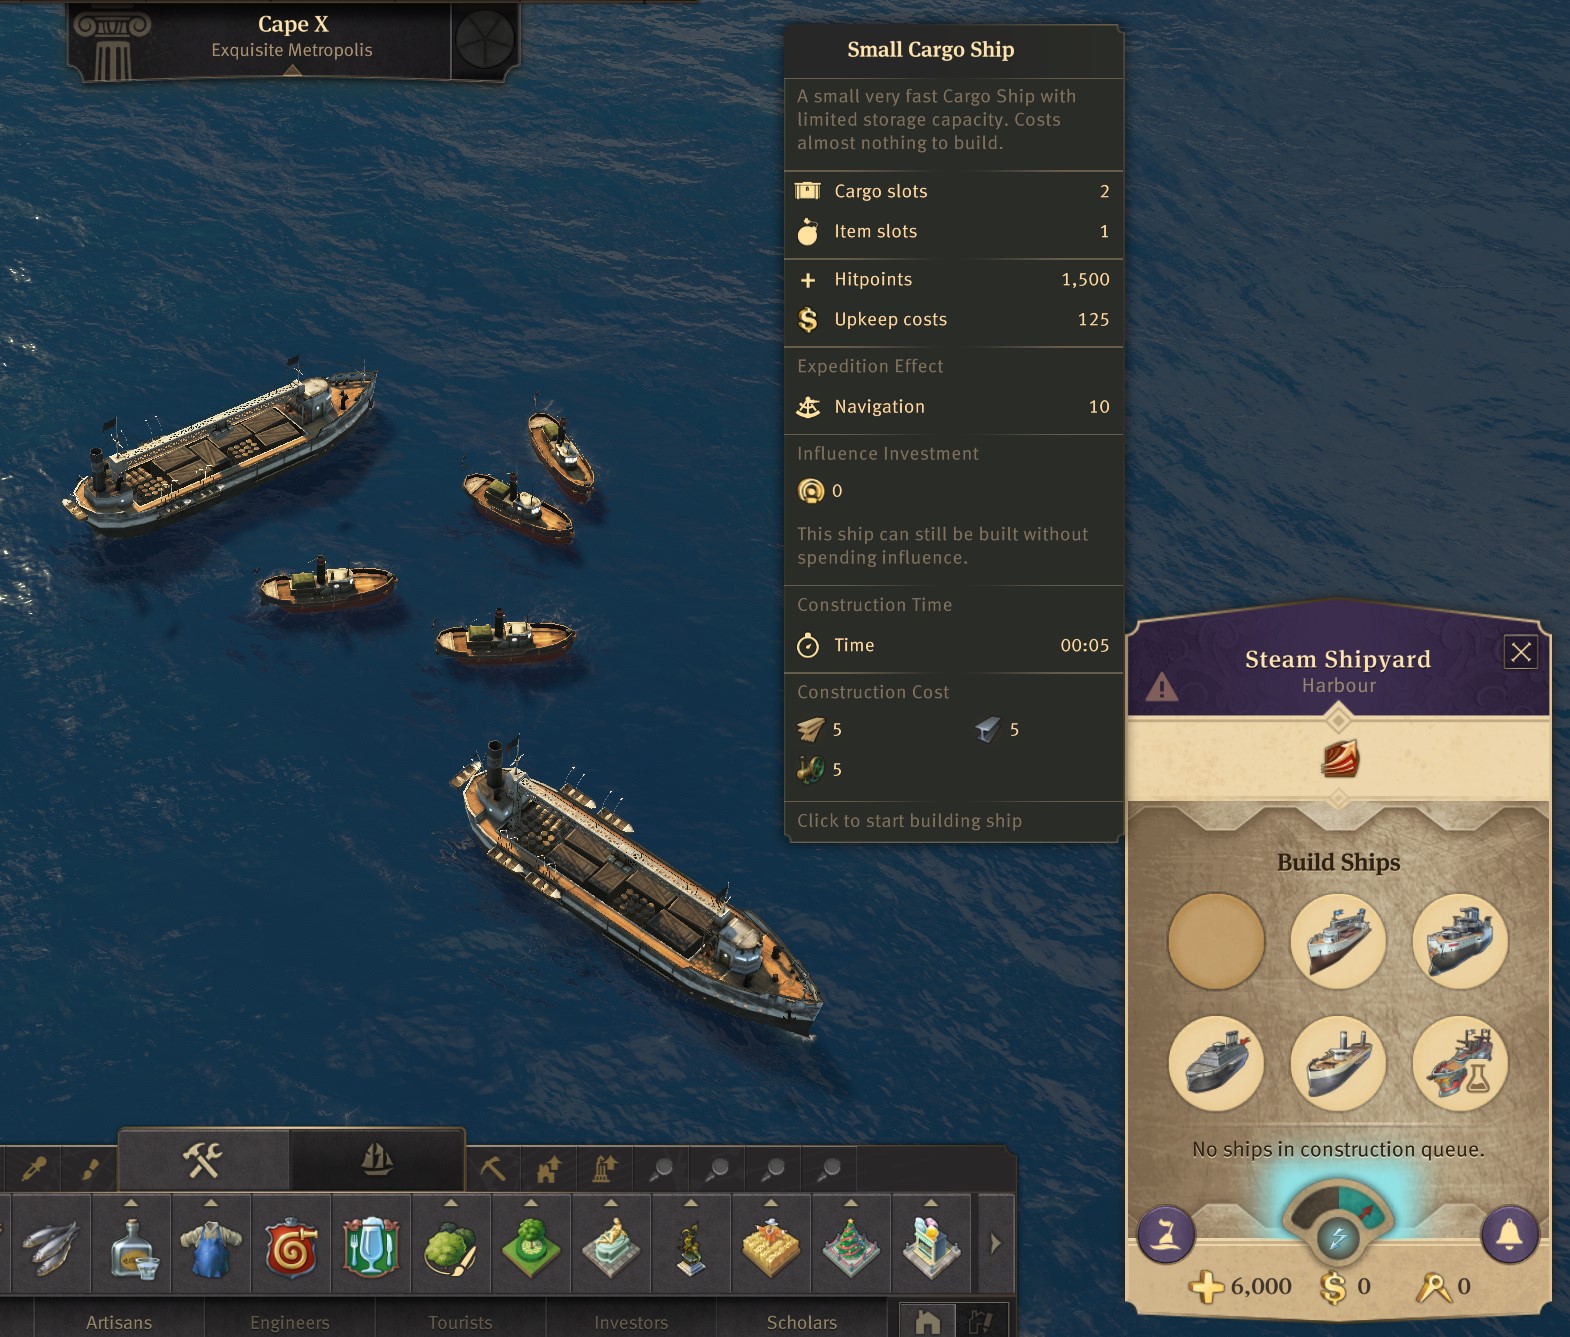 Cape X
Exquisite Metropolis
Small Cargo Ship
A small very fast Cargo Ship with
limited storage capacity. Costs
almost nothing to build.
Cargo slots 2
Item slots 1
Hitpoints 1,500
Upkeep costs 125
Expedition Effect
Navigation 10
Influence Investment
0
This ship can still be built without
spending influence.
Construction Time
Time 00:05
Construction Cost
5 5
5
Click to start building ship
Steam Shipyard
Harbour
Build Ships
No ships in construction queue.
6,000 0 0
Artisans Engineers Tourists Investors Scholars